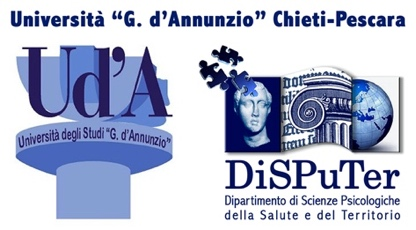 Università “G. d’Annunzio” Chieti-Pescara
Ud'A
Università degli Studi “G. d’Annunzio”
DiSPuTer
Dipartimento di Scienze Psicologiche
della Salute e del Territorio